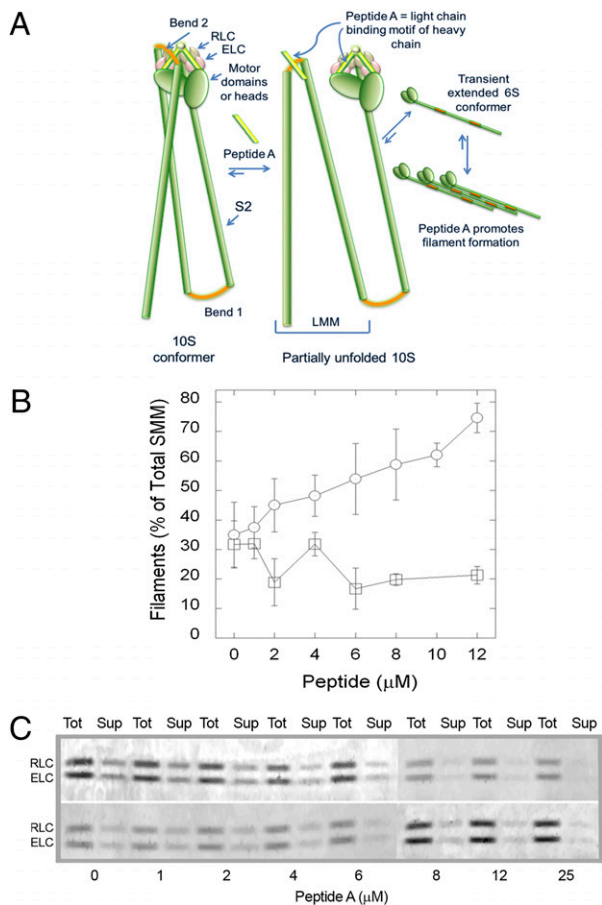 A
Bend 2
RLC
ELC
Motor
domains
or heads
Peptide A
S2
Bend 1
10S
conformer
Peptide A = light chain
binding motif of heavy
chain
LMM
Partially unfolded 10S
Transient
extended 6S
conformer
Peptide A promotes
filament formation
B
Filaments (% of Total SMM)
80
70
60
50
40
30
20
10
0
0 2 4 6 8 10 12
Peptide (μM)
C
Tot Sup Tot Sup Tot Sup Tot Sup Tot Sup Tot Sup Tot Sup Tot Sup
RLC
ELC
RLC
ELC
0 1 2 4 6 8 12 25
Peptide A (μM)